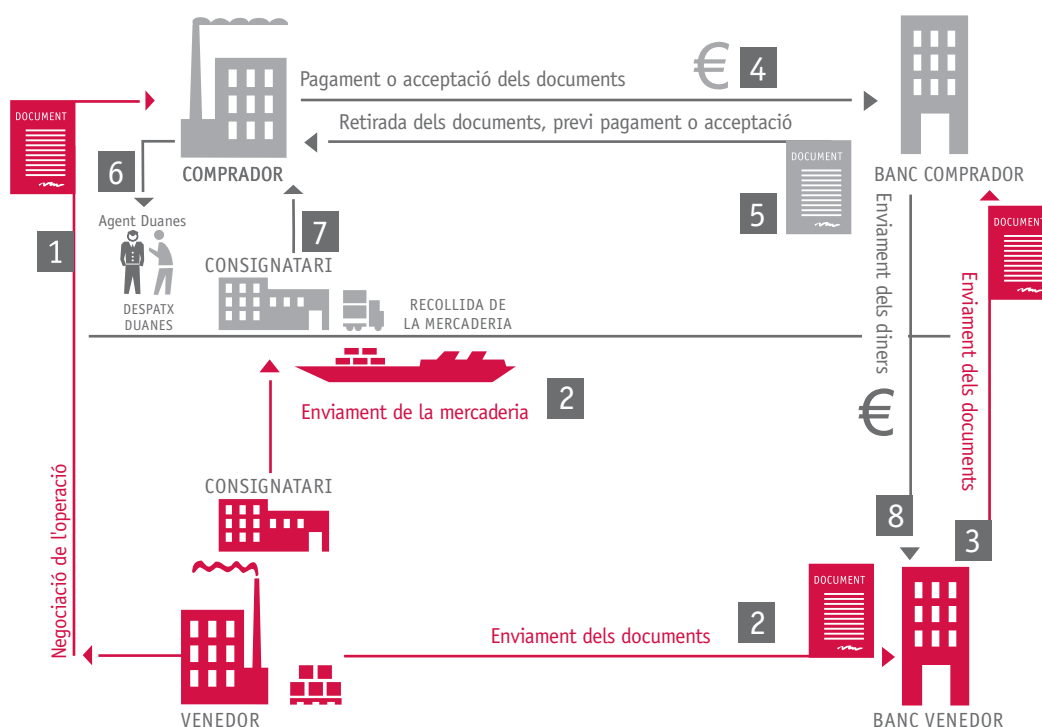 Pagament o acceptació dels documents
€
4
DOCUMENT
Retirada dels documents, previ pagament o acceptació
DOCUMENT
COMPRADOR
BANC COMPRADOR
6
5
7
1
Agent Duanes
DESPATX
DUANES
CONSIGNATARI
RECOLLIDA DE
LA MERCADERIA
Enviament dels diners
€
DOCUMENT
Enviament dels documents
Enviament de la mercaderia
2
CONSIGNATARI
Negociació de l'operació
8
3
DOCUMENT
Enviament dels documents
2
VENEDOR
BANC VENEDOR